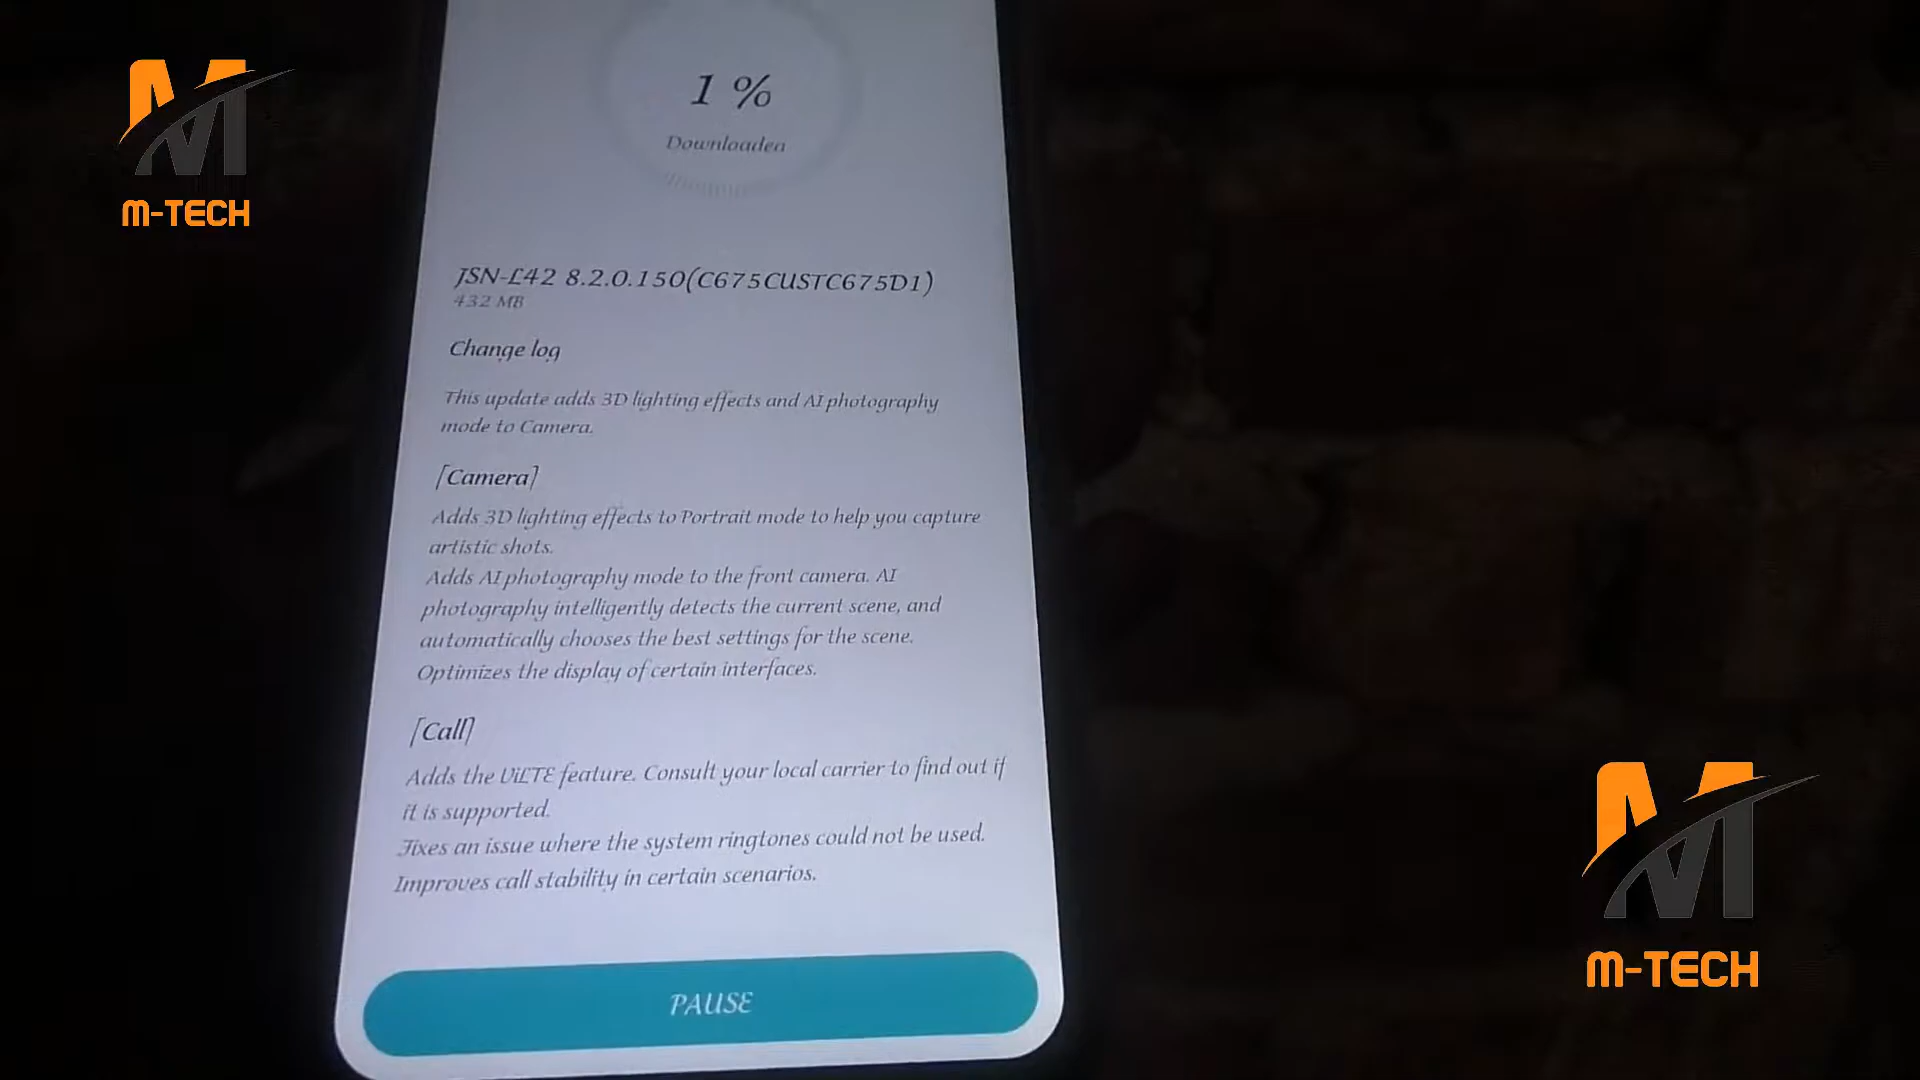 M-TECH
1 %
Downloaded
JSN-L42 8.2.0.150(C675CUSTC675D1)
432 MB
Change log
This update adds 3D lighting effects and AI photography
mode to Camera.
[Camera]
Adds 3D lighting effects to Portrait mode to help you capture
artistic shots.
Adds AI photography mode to the front camera. AI
photography intelligently detects the current scene, and
automatically chooses the best settings for the scene.
Optimizes the display of certain interfaces.
[Call]
Adds the ViLTE feature. Consult your local carrier to find out if
it is supported.
Fixes an issue where the system ringtones could not be used.
Improves call stability in certain scenarios.
PAUSE
M-TECH